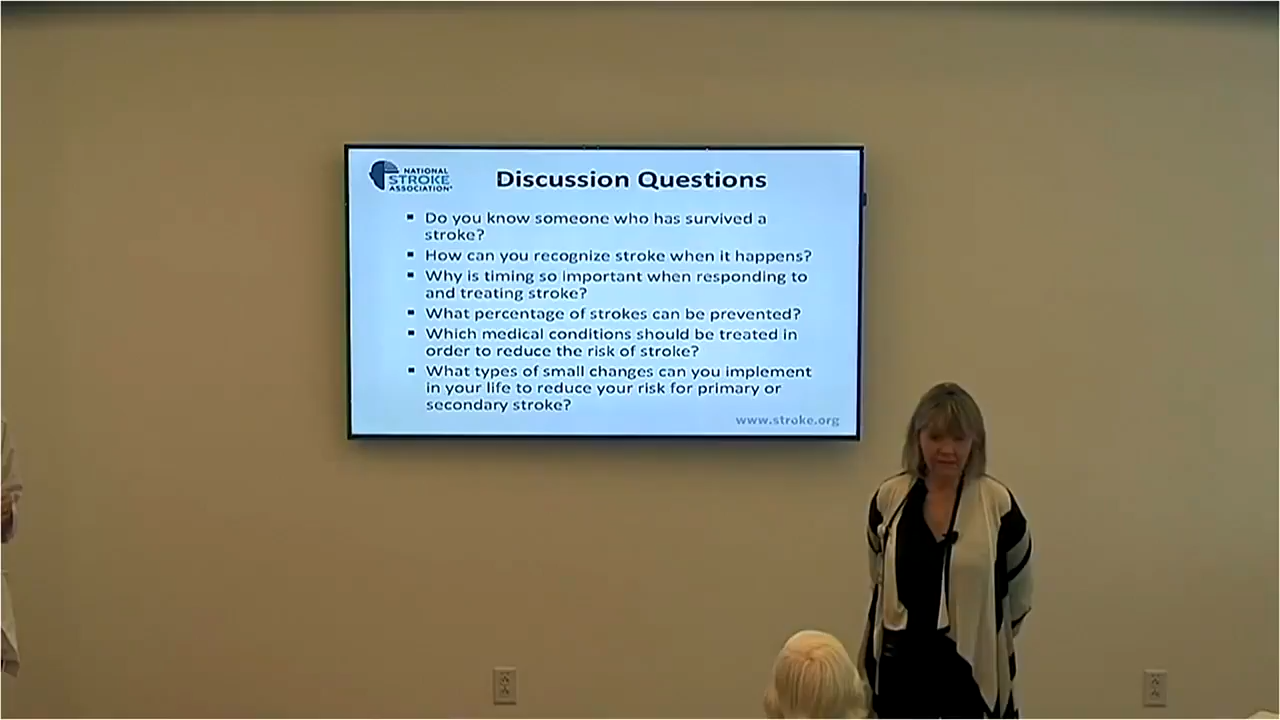 NATIONAL
STROKE
ASSOCIATION®
Discussion Questions
▪ Do you know someone who has survived a
stroke?
▪ How can you recognize stroke when it happens?
▪ Why is timing so important when responding to
and treating stroke?
▪ What percentage of strokes can be prevented?
▪ Which medical conditions should be treated in
order to reduce the risk of stroke?
▪ What types of small changes can you implement
in your life to reduce your risk for primary or
secondary stroke?
www.stroke.org